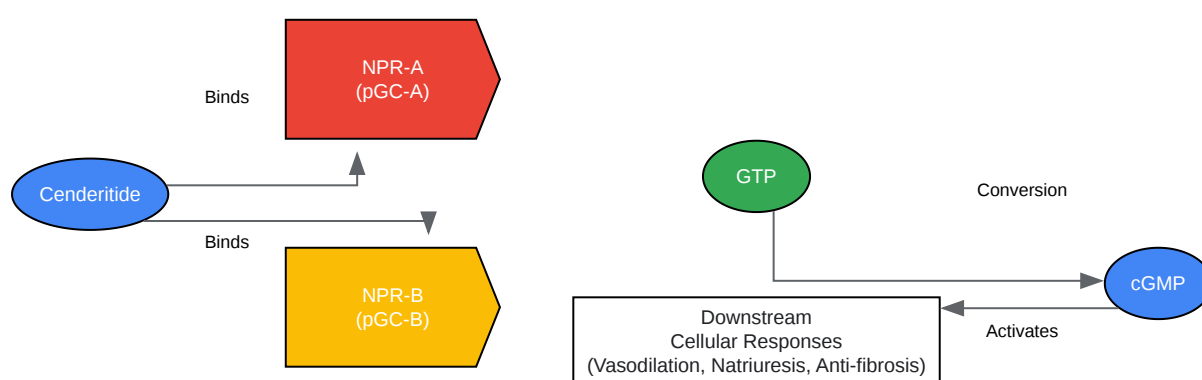 NPR-A
(pGC-A)
Binds
Cenderitide
Binds
NPR-B
(pGC-B)
GTP
Conversion
cGMP
Activates
Downstream
Cellular Responses
(Vasodilation, Natriuresis, Anti-fibrosis)